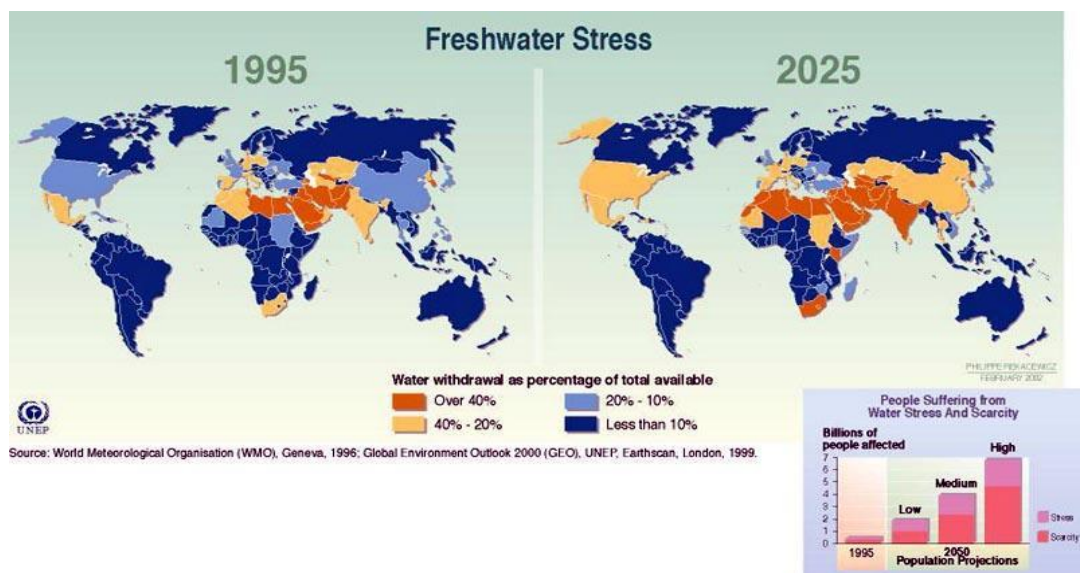 Freshwater Stress
1995
2025
PHILIPPE REKACEWICZ
FEBRUARY 2002
Water withdrawal as percentage of total available
Over 40%
20% - 10%
40% - 20%
Less than 10%
UNEP
Source: World Meteorological Organisation (WMO), Geneva, 1996; Global Environment Outlook 2000 (GEO), UNEP, Earthscan, London, 1999.
People Suffering from
Water Stress And Scarcity
Billions of
people affected
7
6
5
4
3
2
1
0
Low
Medium
High
Stress
Scarcity
1995
2050
Population Projections